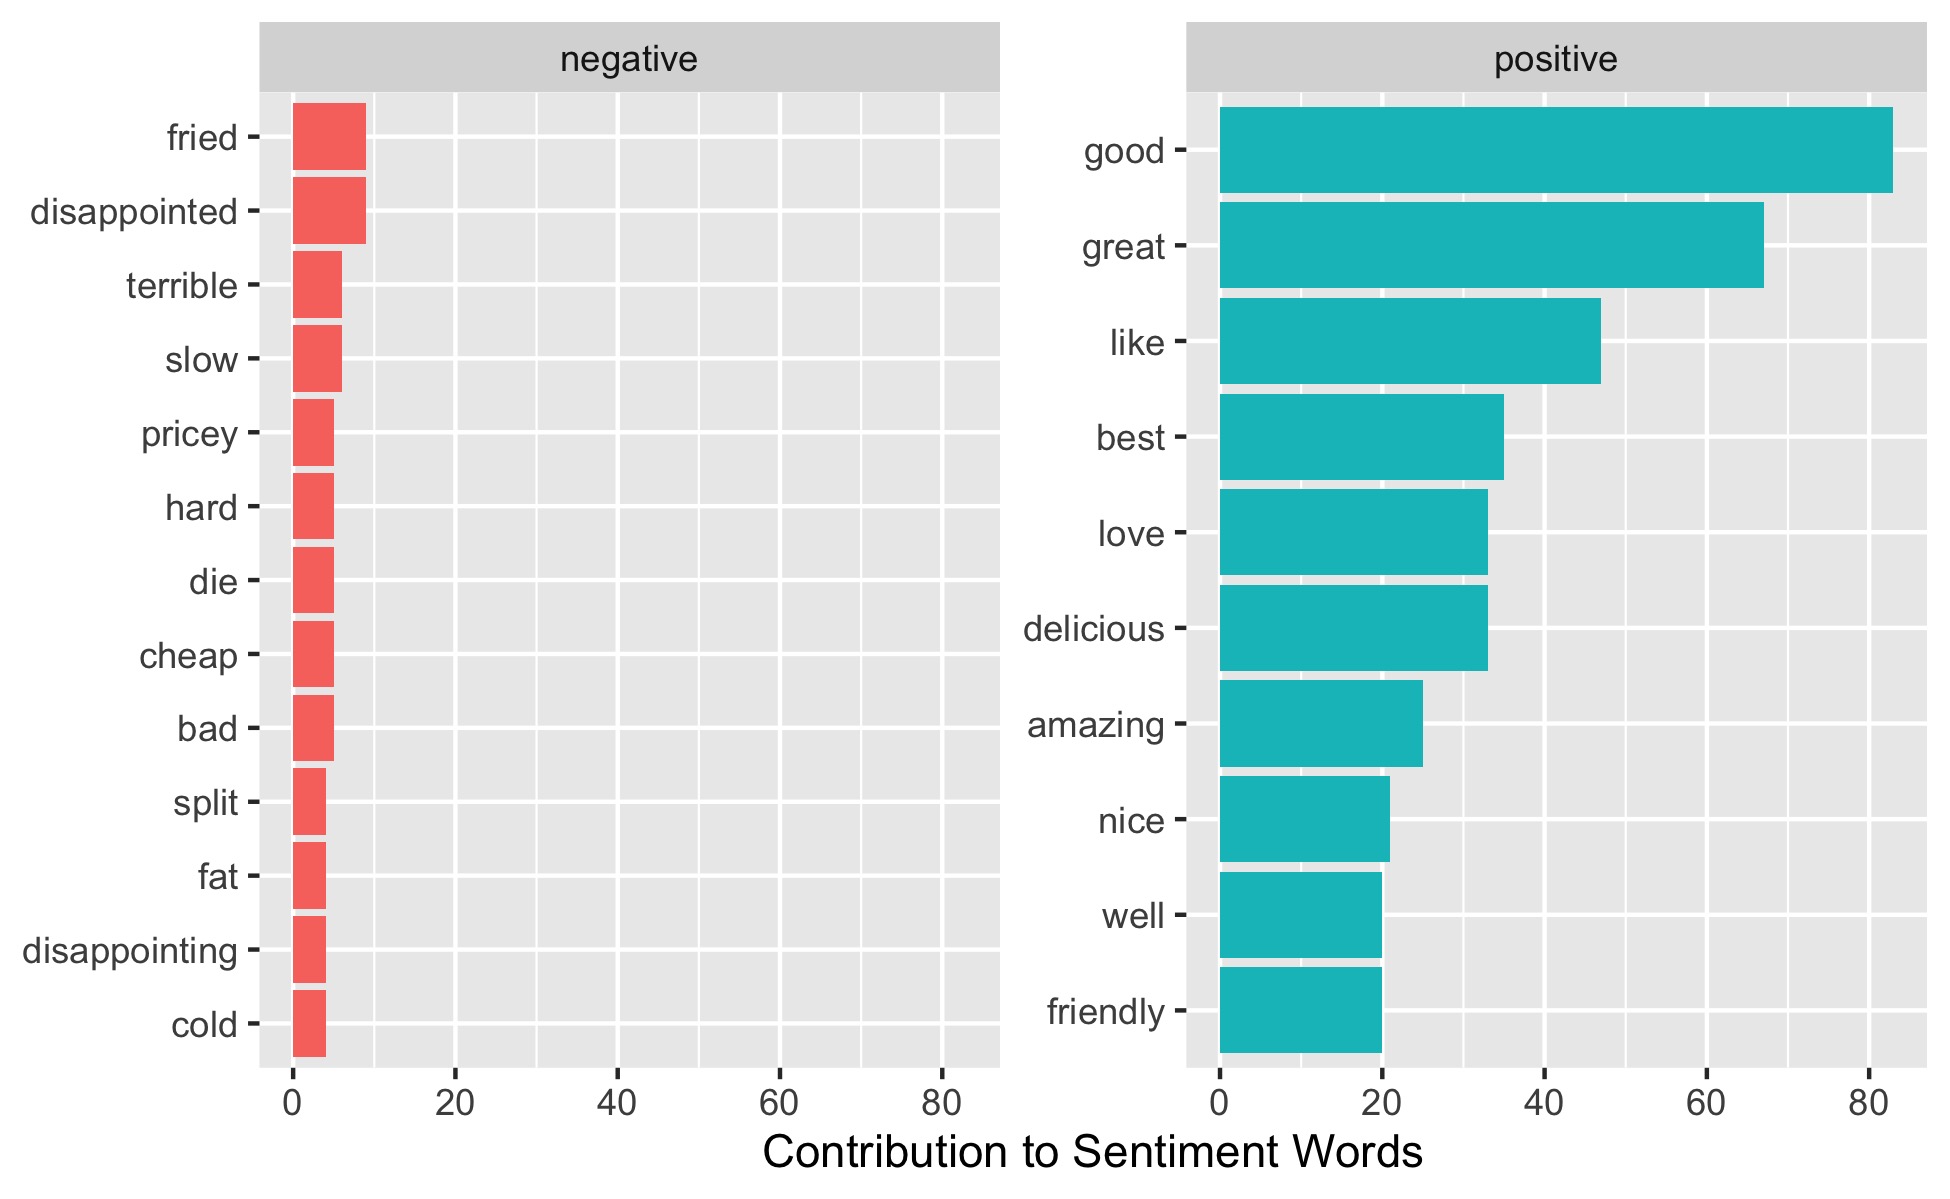 negative
positive
fried
disappointed
terrible
slow
pricey
hard
die
cheap
bad
split
fat
disappointing
cold
0 20 40 60 80
good
great
like
best
love
delicious
amazing
nice
well
friendly
0 20 40 60 80
Contribution to Sentiment Words